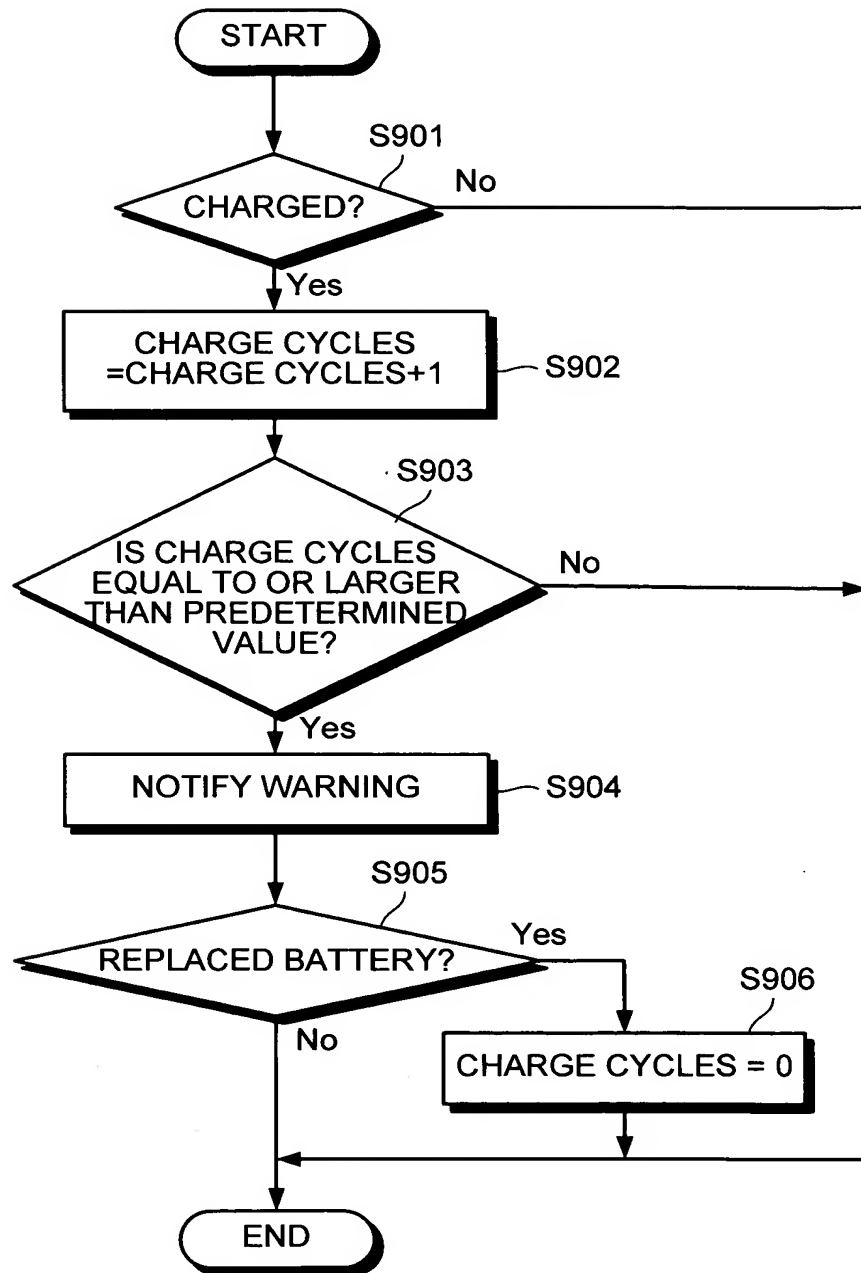 START
S901
CHARGED?
No
Yes
CHARGE CYCLES
=CHARGE CYCLES+1
S902
S903
IS CHARGE CYCLES
EQUAL TO OR LARGER
THAN PREDETERMINED
VALUE?
No
Yes
NOTIFY WARNING
S904
S905
REPLACED BATTERY?
Yes
No
S906
CHARGE CYCLES = 0
END